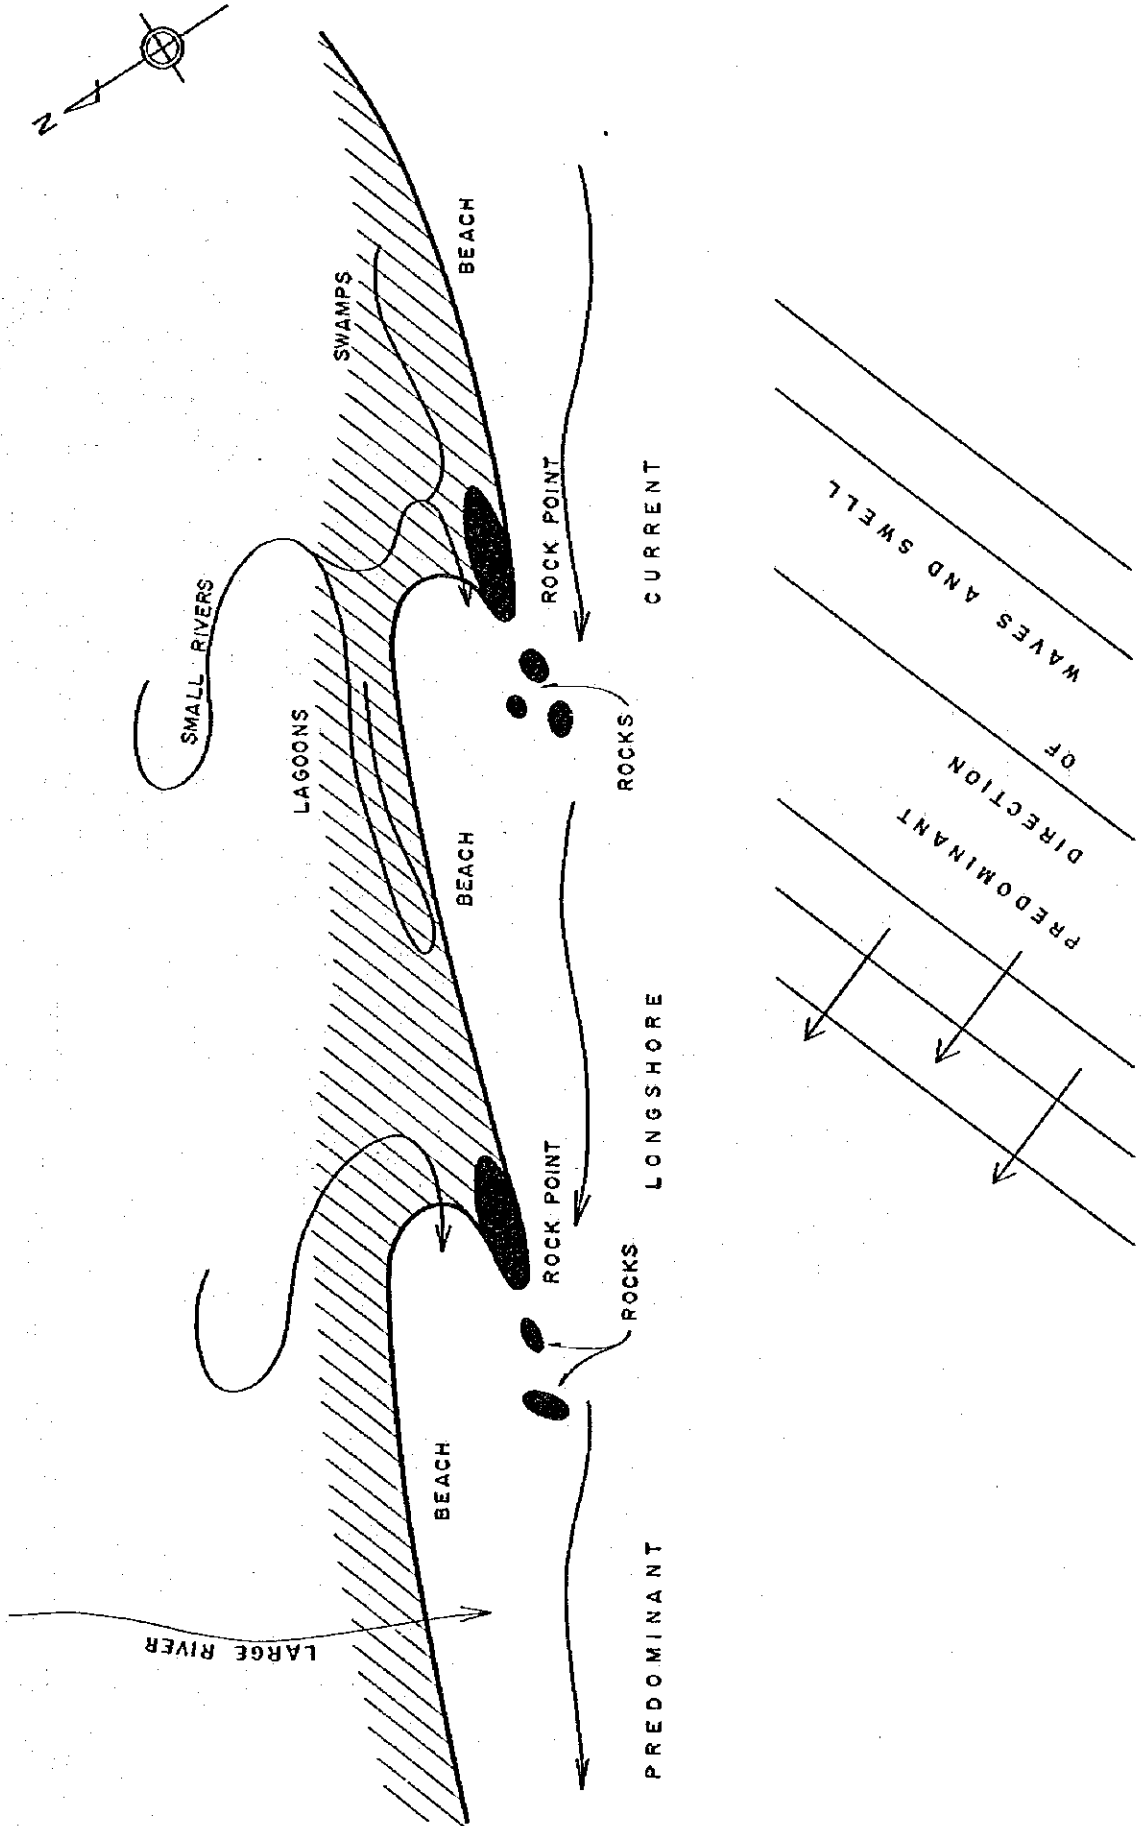 N
BEACH
SWAMPS
ROCK POINT
SMALL RIVERS
LAGOONS
ROCKS
BEACH
ROCK POINT
ROCKS
BEACH
LARGE RIVER
PREDOMINANT LONGSHORE CURRENT
PREDOMINANT
DIRECTION
OF
WAVES AND SWELL